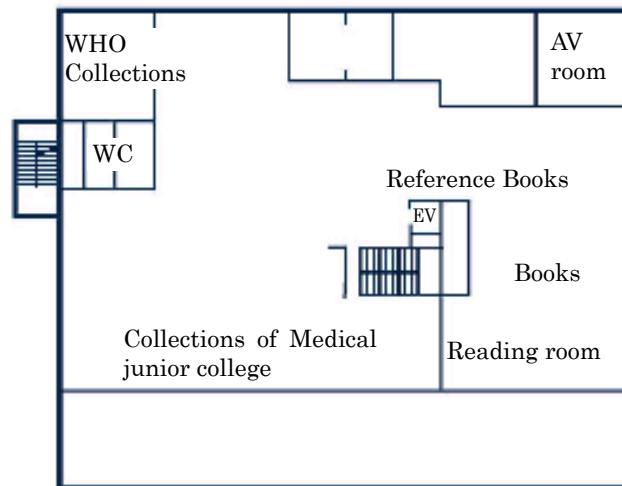 WHO
Collections
AV
room
WC
Reference Books
EV
Books
Collections of Medical
junior college
Reading room